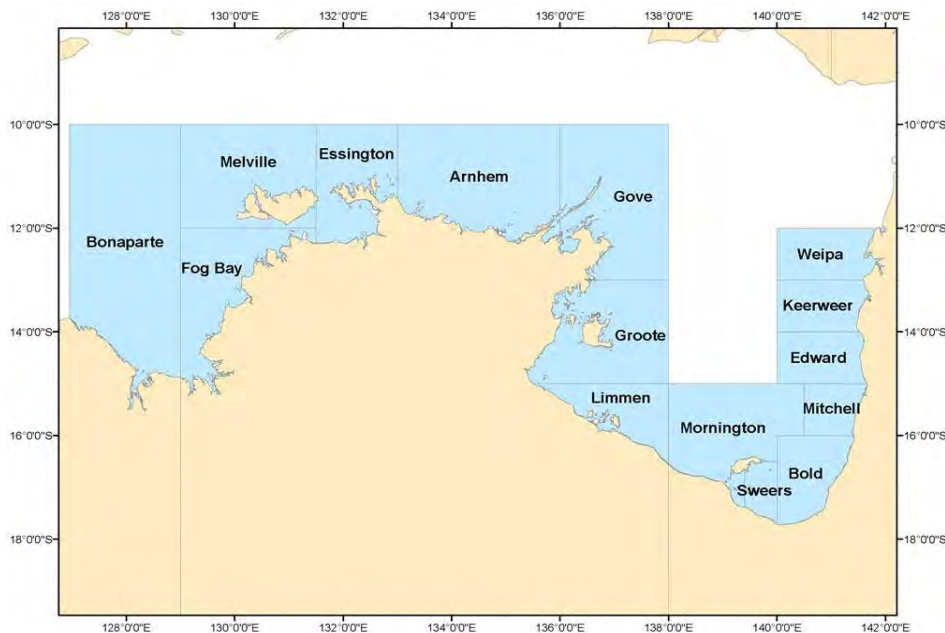 128°0'0"E 130°0'0"E 132°0'0"E 134°0'0"E 136°0'0"E 138°0'0"E 140°0'0"E 142°0'0"E
10°0'0"S 10°0'0"S
Essington
Melville
Arnhem
Gove
12°0'0"S 12°0'0"S
Bonaparte
Weipa
Fog Bay
Keerweer
14°0'0"S 14°0'0"S
Groote
Edward
Limmen
Mitchell
Mornington
16°0'0"S 16°0'0"S
Bold
Sweers
18°0'0"S 18°0'0"S
128°0'0"E 130°0'0"E 132°0'0"E 134°0'0"E 136°0'0"E 138°0'0"E 140°0'0"E 142°0'0"E